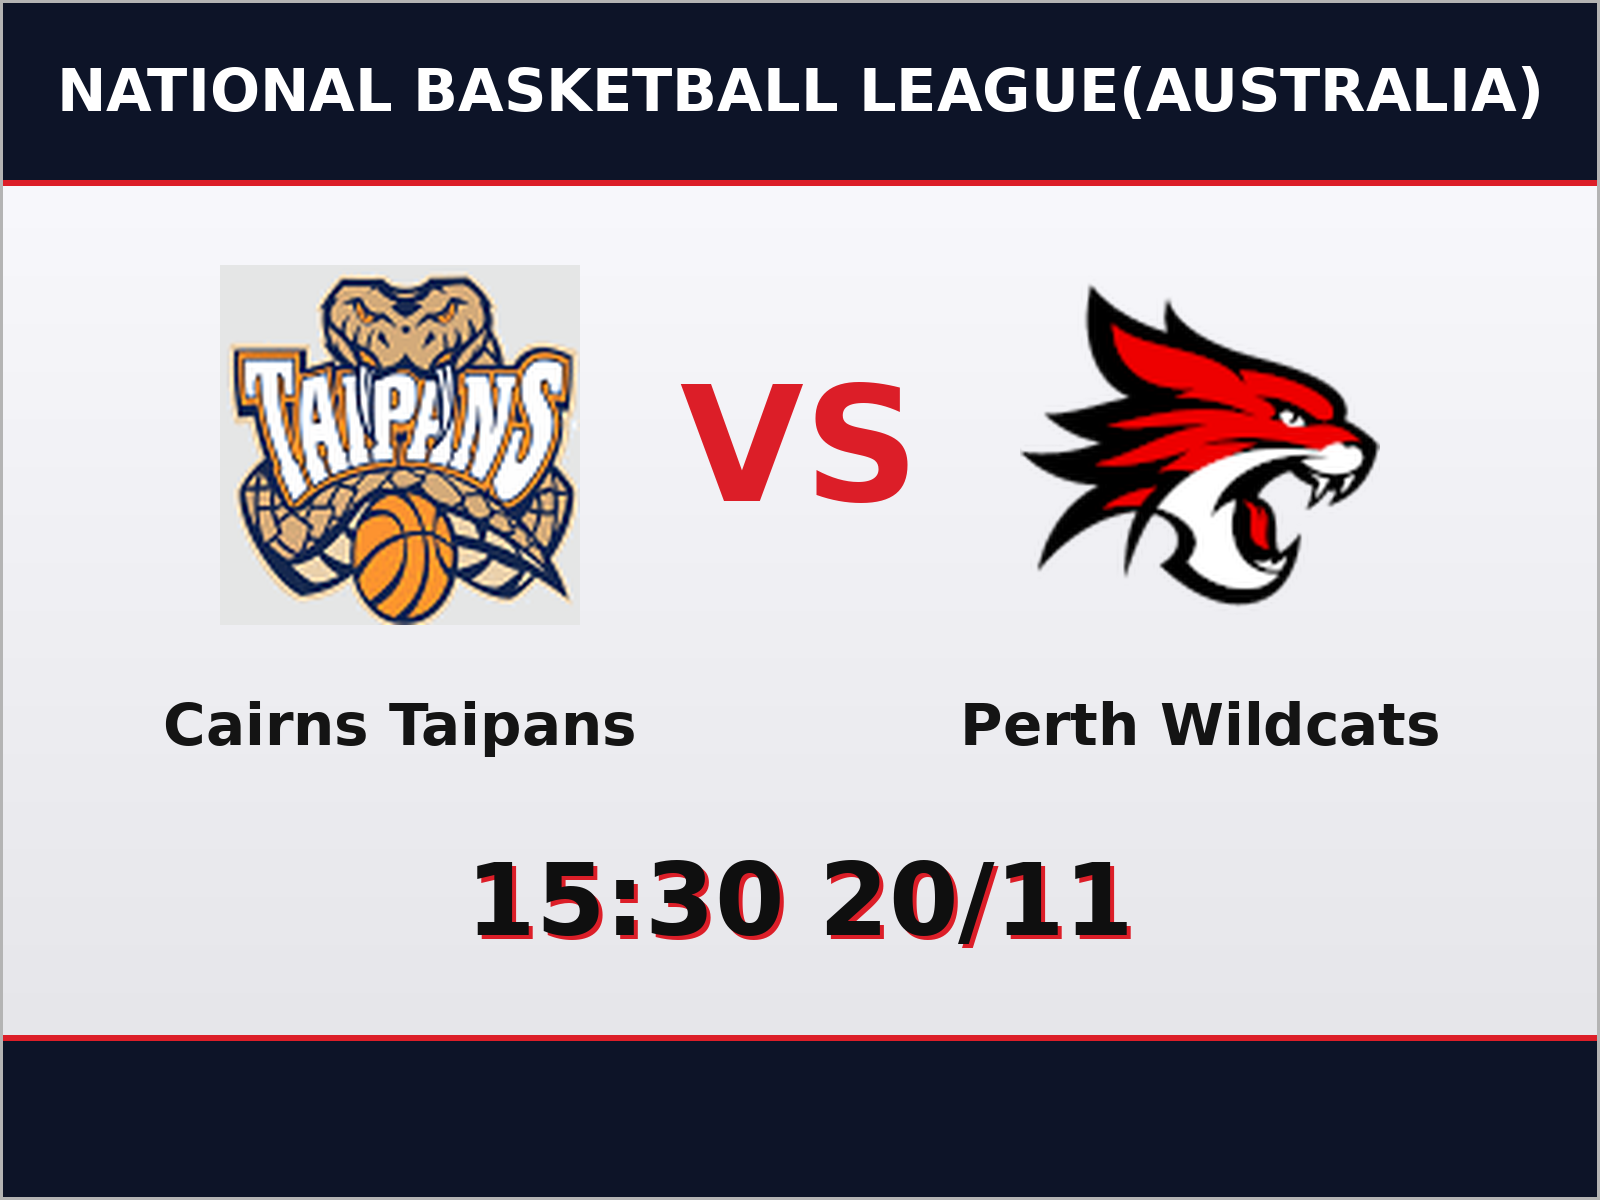 NATIONAL BASKETBALL LEAGUE(AUSTRALIA)
TAIPANS
VS
Cairns Taipans
Perth Wildcats
15:30 20/11